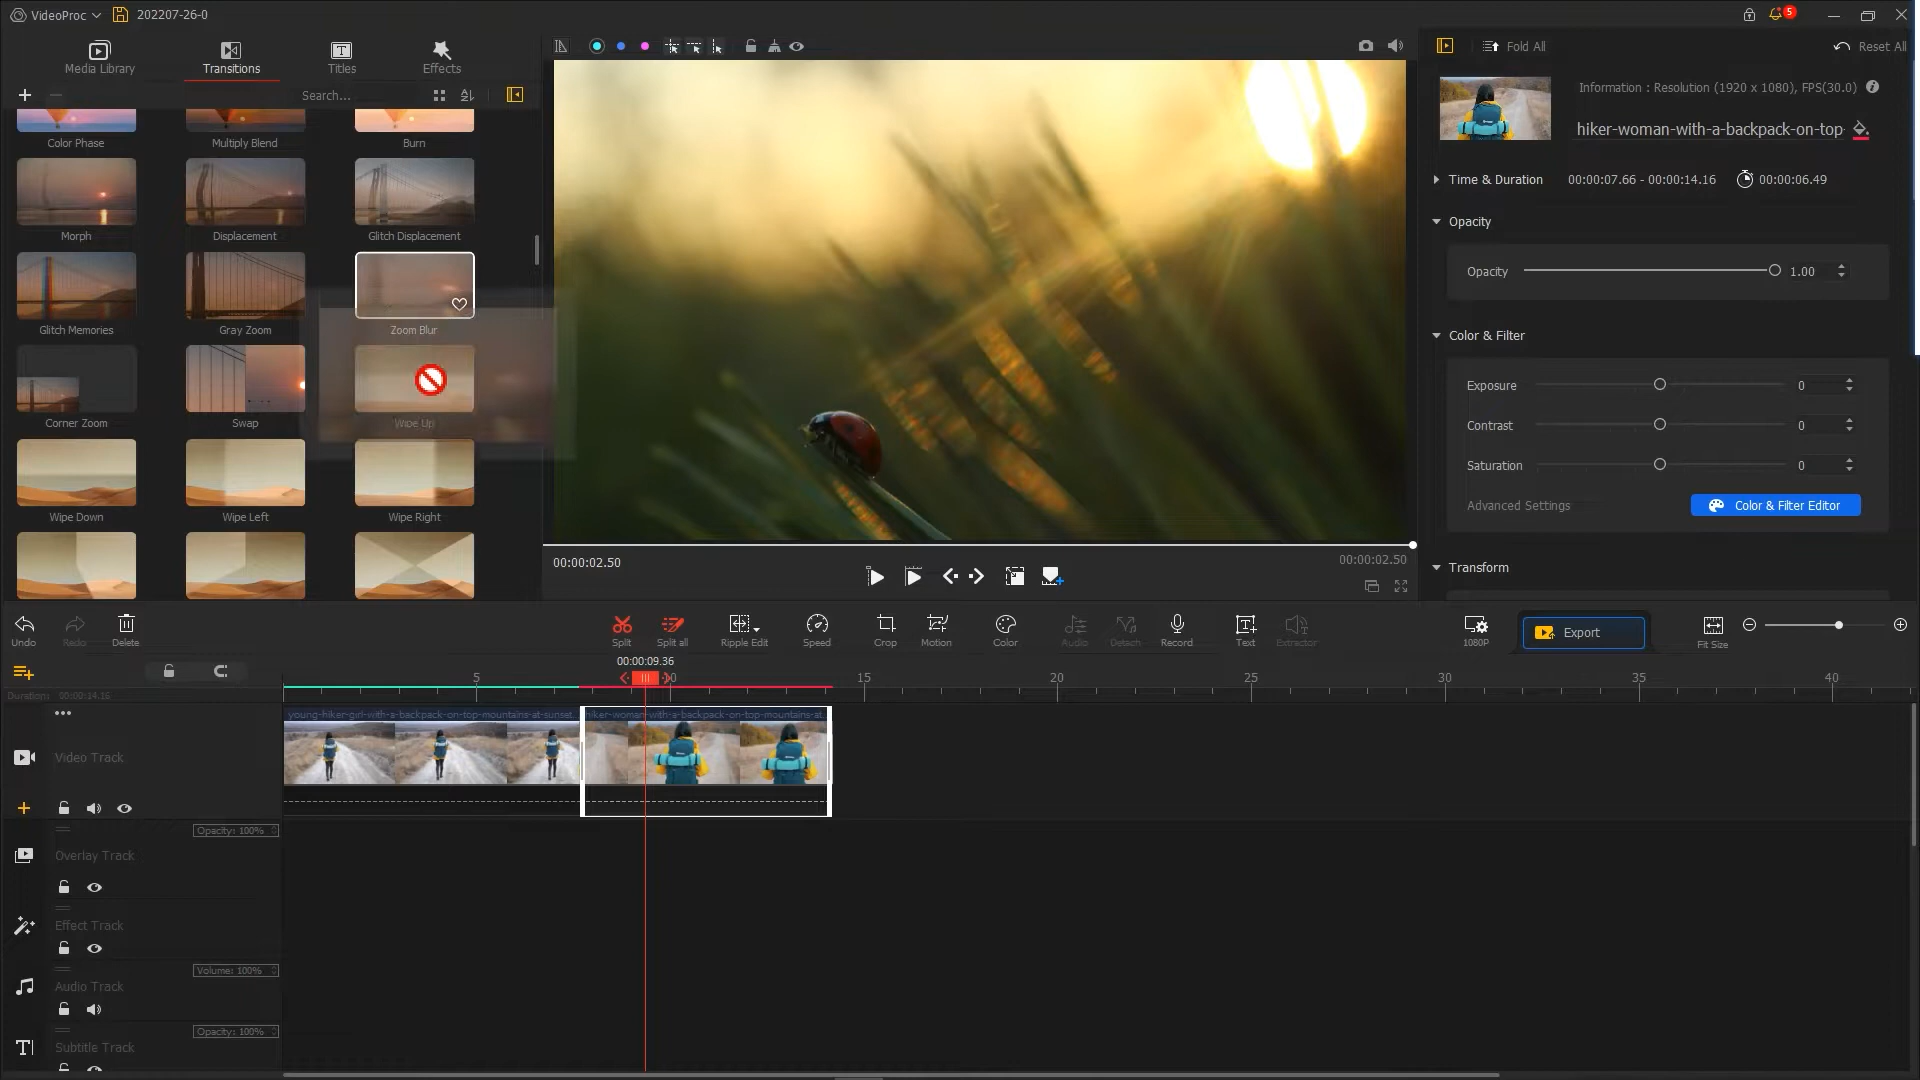 VideoProc
202207-26-0
5
Media Library
Transitions
Titles
Effects
Search...
Color Phase
Multiply Blend
Burn
Morph
Displacement
Glitch Displacement
Glitch Memories
Gray Zoom
Zoom Blur
Corner Zoom
Swap
Wipe Up
Wipe Down
Wipe Left
Wipe Right
00:00:02.50
00:00:02.50
Fold All
Reset All
Information : Resolution (1920 x 1080), FPS(30.0)
hiker-woman-with-a-backpack-on-top-
Time & Duration
00:00:07.66 - 00:00:14.16
00:00:06.49
Opacity
Opacity
1.00
Color & Filter
Exposure
0
Contrast
0
Saturation
0
Advanced Settings
Color & Filter Editor
Transform
Undo
Redo
Delete
Split
Split all
Ripple Edit
Speed
Crop
Motion
Color
Audio
Detach
Record
Text
Extractor
1080P
Export
Fit Size
00:00:09.36
5
15
20
25
30
35
40
Duration: 00:00:14.16
young-hiker-girl-with-a-backpack-on-top-mountains-at-sunset...
hiker-woman-with-a-backpack-on-top-mountains-at...
Video Track
Opacity: 100%
Overlay Track
Effect Track
Volume: 100%
Audio Track
Opacity: 100%
Subtitle Track